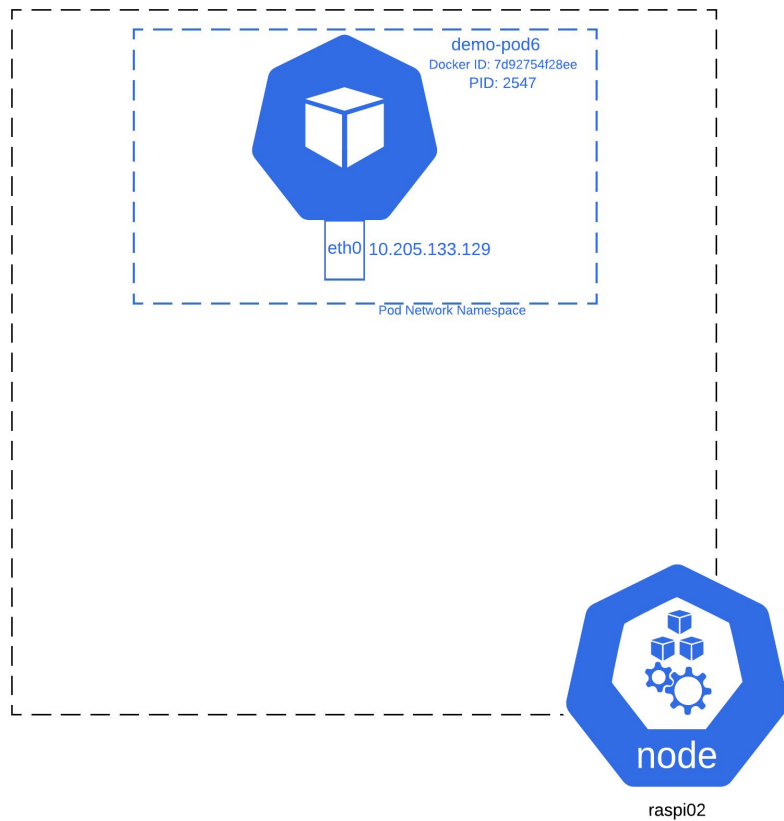 demo-pod6
Docker ID: 7d92754f28ee
PID: 2547
eth0 10.205.133.129
Pod Network Namespace
node
raspi02